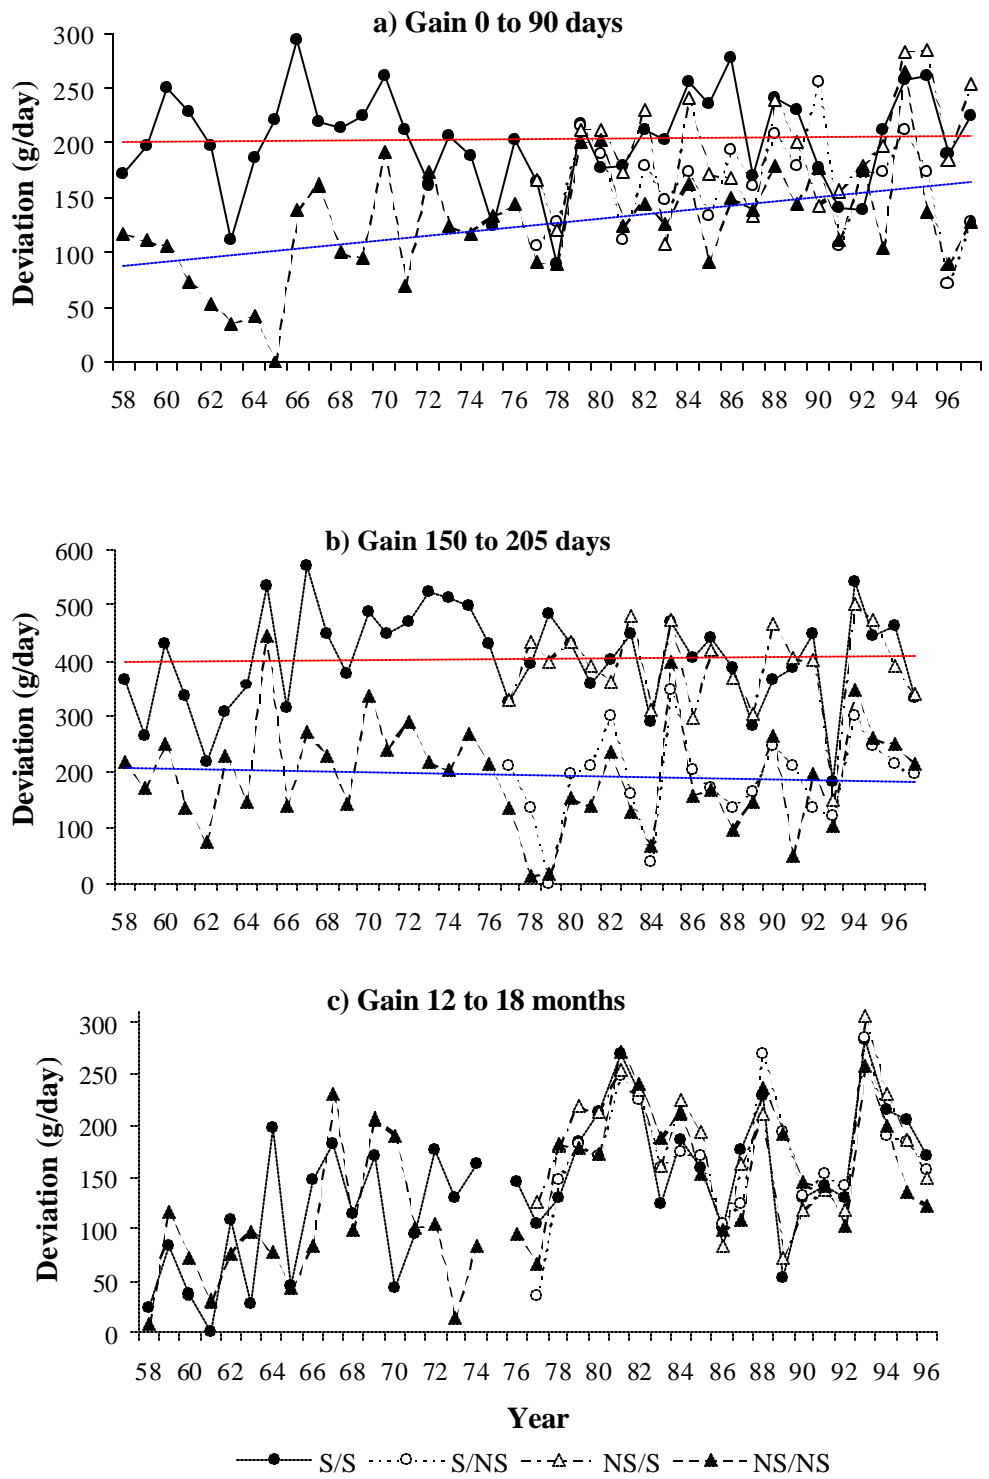 a) Gain 0 to 90 days
Deviation (g/day)
300
250
200
150
100
50
0
58 60 62 64 66 68 70 72 74 76 78 80 82 84 86 88 90 92 94 96
b) Gain 150 to 205 days
Deviation (g/day)
600
500
400
300
200
100
0
58 60 62 64 66 68 70 72 74 76 78 80 82 84 86 88 90 92 94 96
c) Gain 12 to 18 months
Deviation (g/day)
300
250
200
150
100
50
0
58 60 62 64 66 68 70 72 74 76 78 80 82 84 86 88 90 92 94 96
Year
S/S S/NS NS/S NS/NS